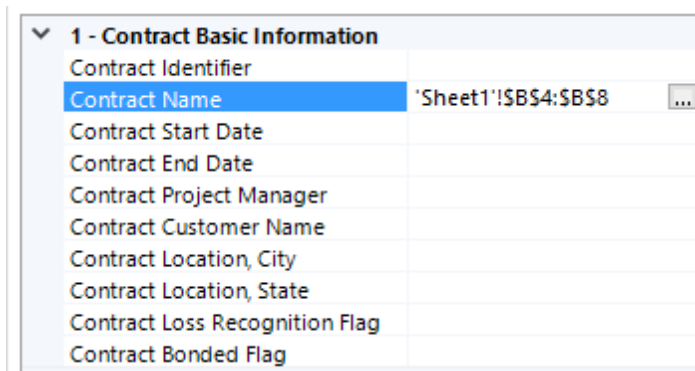 1 - Contract Basic Information
Contract Identifier
Contract Name 'Sheet1'!$B$4:$B$8 ...
Contract Start Date
Contract End Date
Contract Project Manager
Contract Customer Name
Contract Location, City
Contract Location, State
Contract Loss Recognition Flag
Contract Bonded Flag